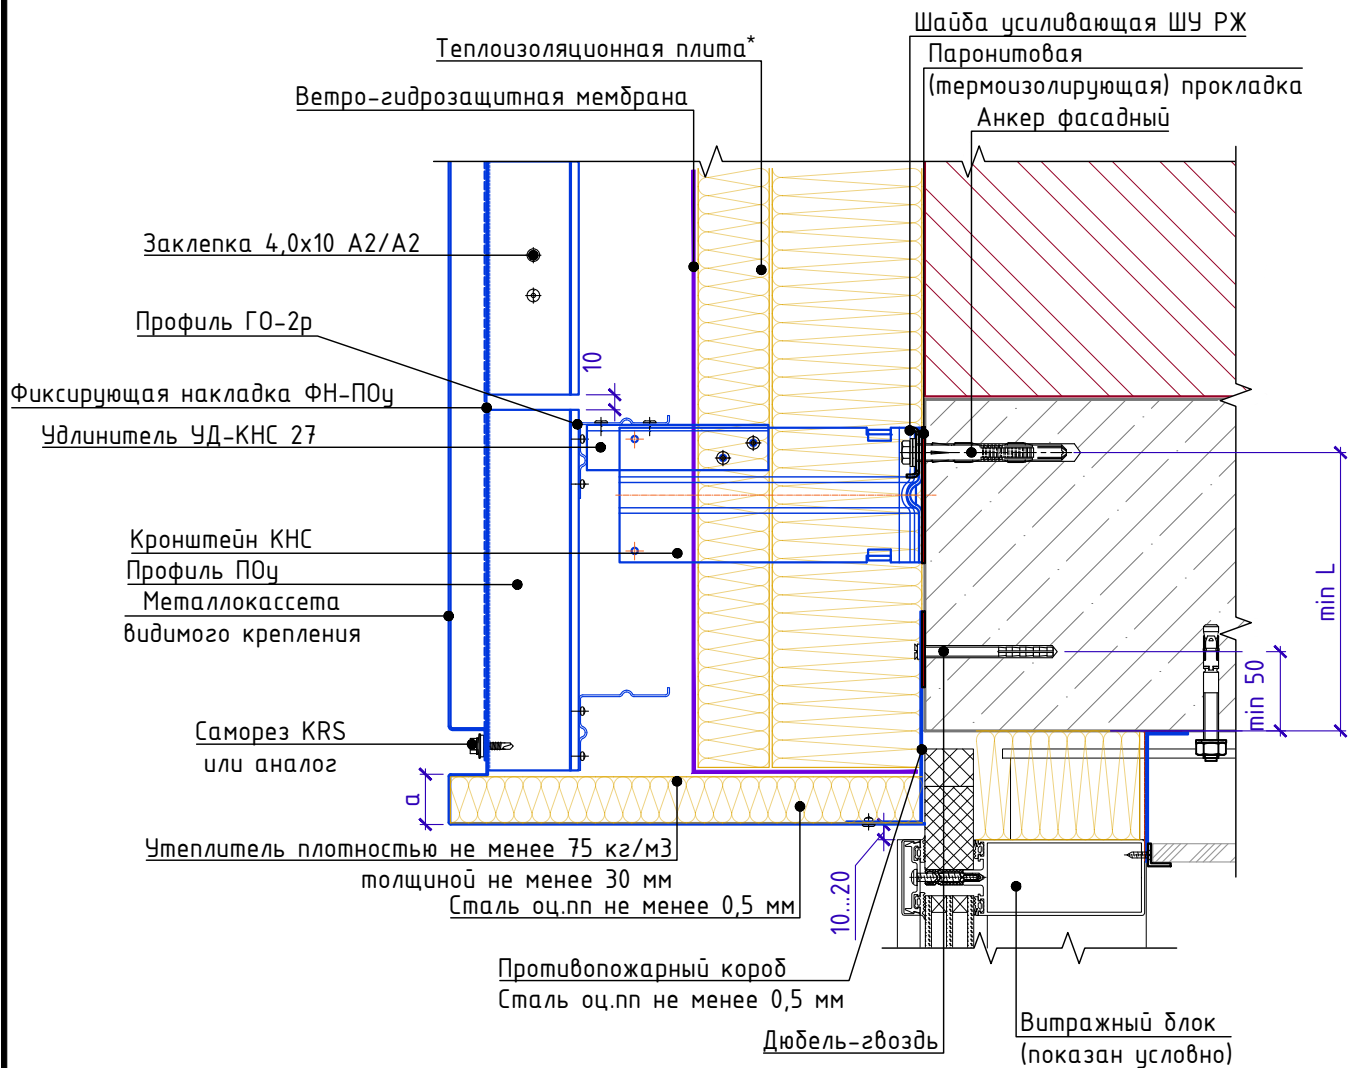 Шайба усиливающая ШУ РЖ
Теплоизоляционная плита*
Паронитовая
(термоизолирующая) прокладка
Ветро-гидрозащитная мембрана
Анкер фасадный
Заклепка 4,0х10 А2/А2
Профиль ГО-2р
10
Фиксирующая накладка ФН-ПОу
Удлинитель УД-КНС 27
Кронштейн КНС
Профиль ПОу
Металлокассета
видимого крепления
min L
min 50
Саморез KRS
или аналог
а
Утеплитель плотностью не менее 75 кг/м3
толщиной не менее 30 мм
Сталь оц.пп не менее 0,5 мм
10...20
Противопожарный короб
Сталь оц.пп не менее 0,5 мм
Дюбель-гвоздь
Витражный блок
(показан условно)